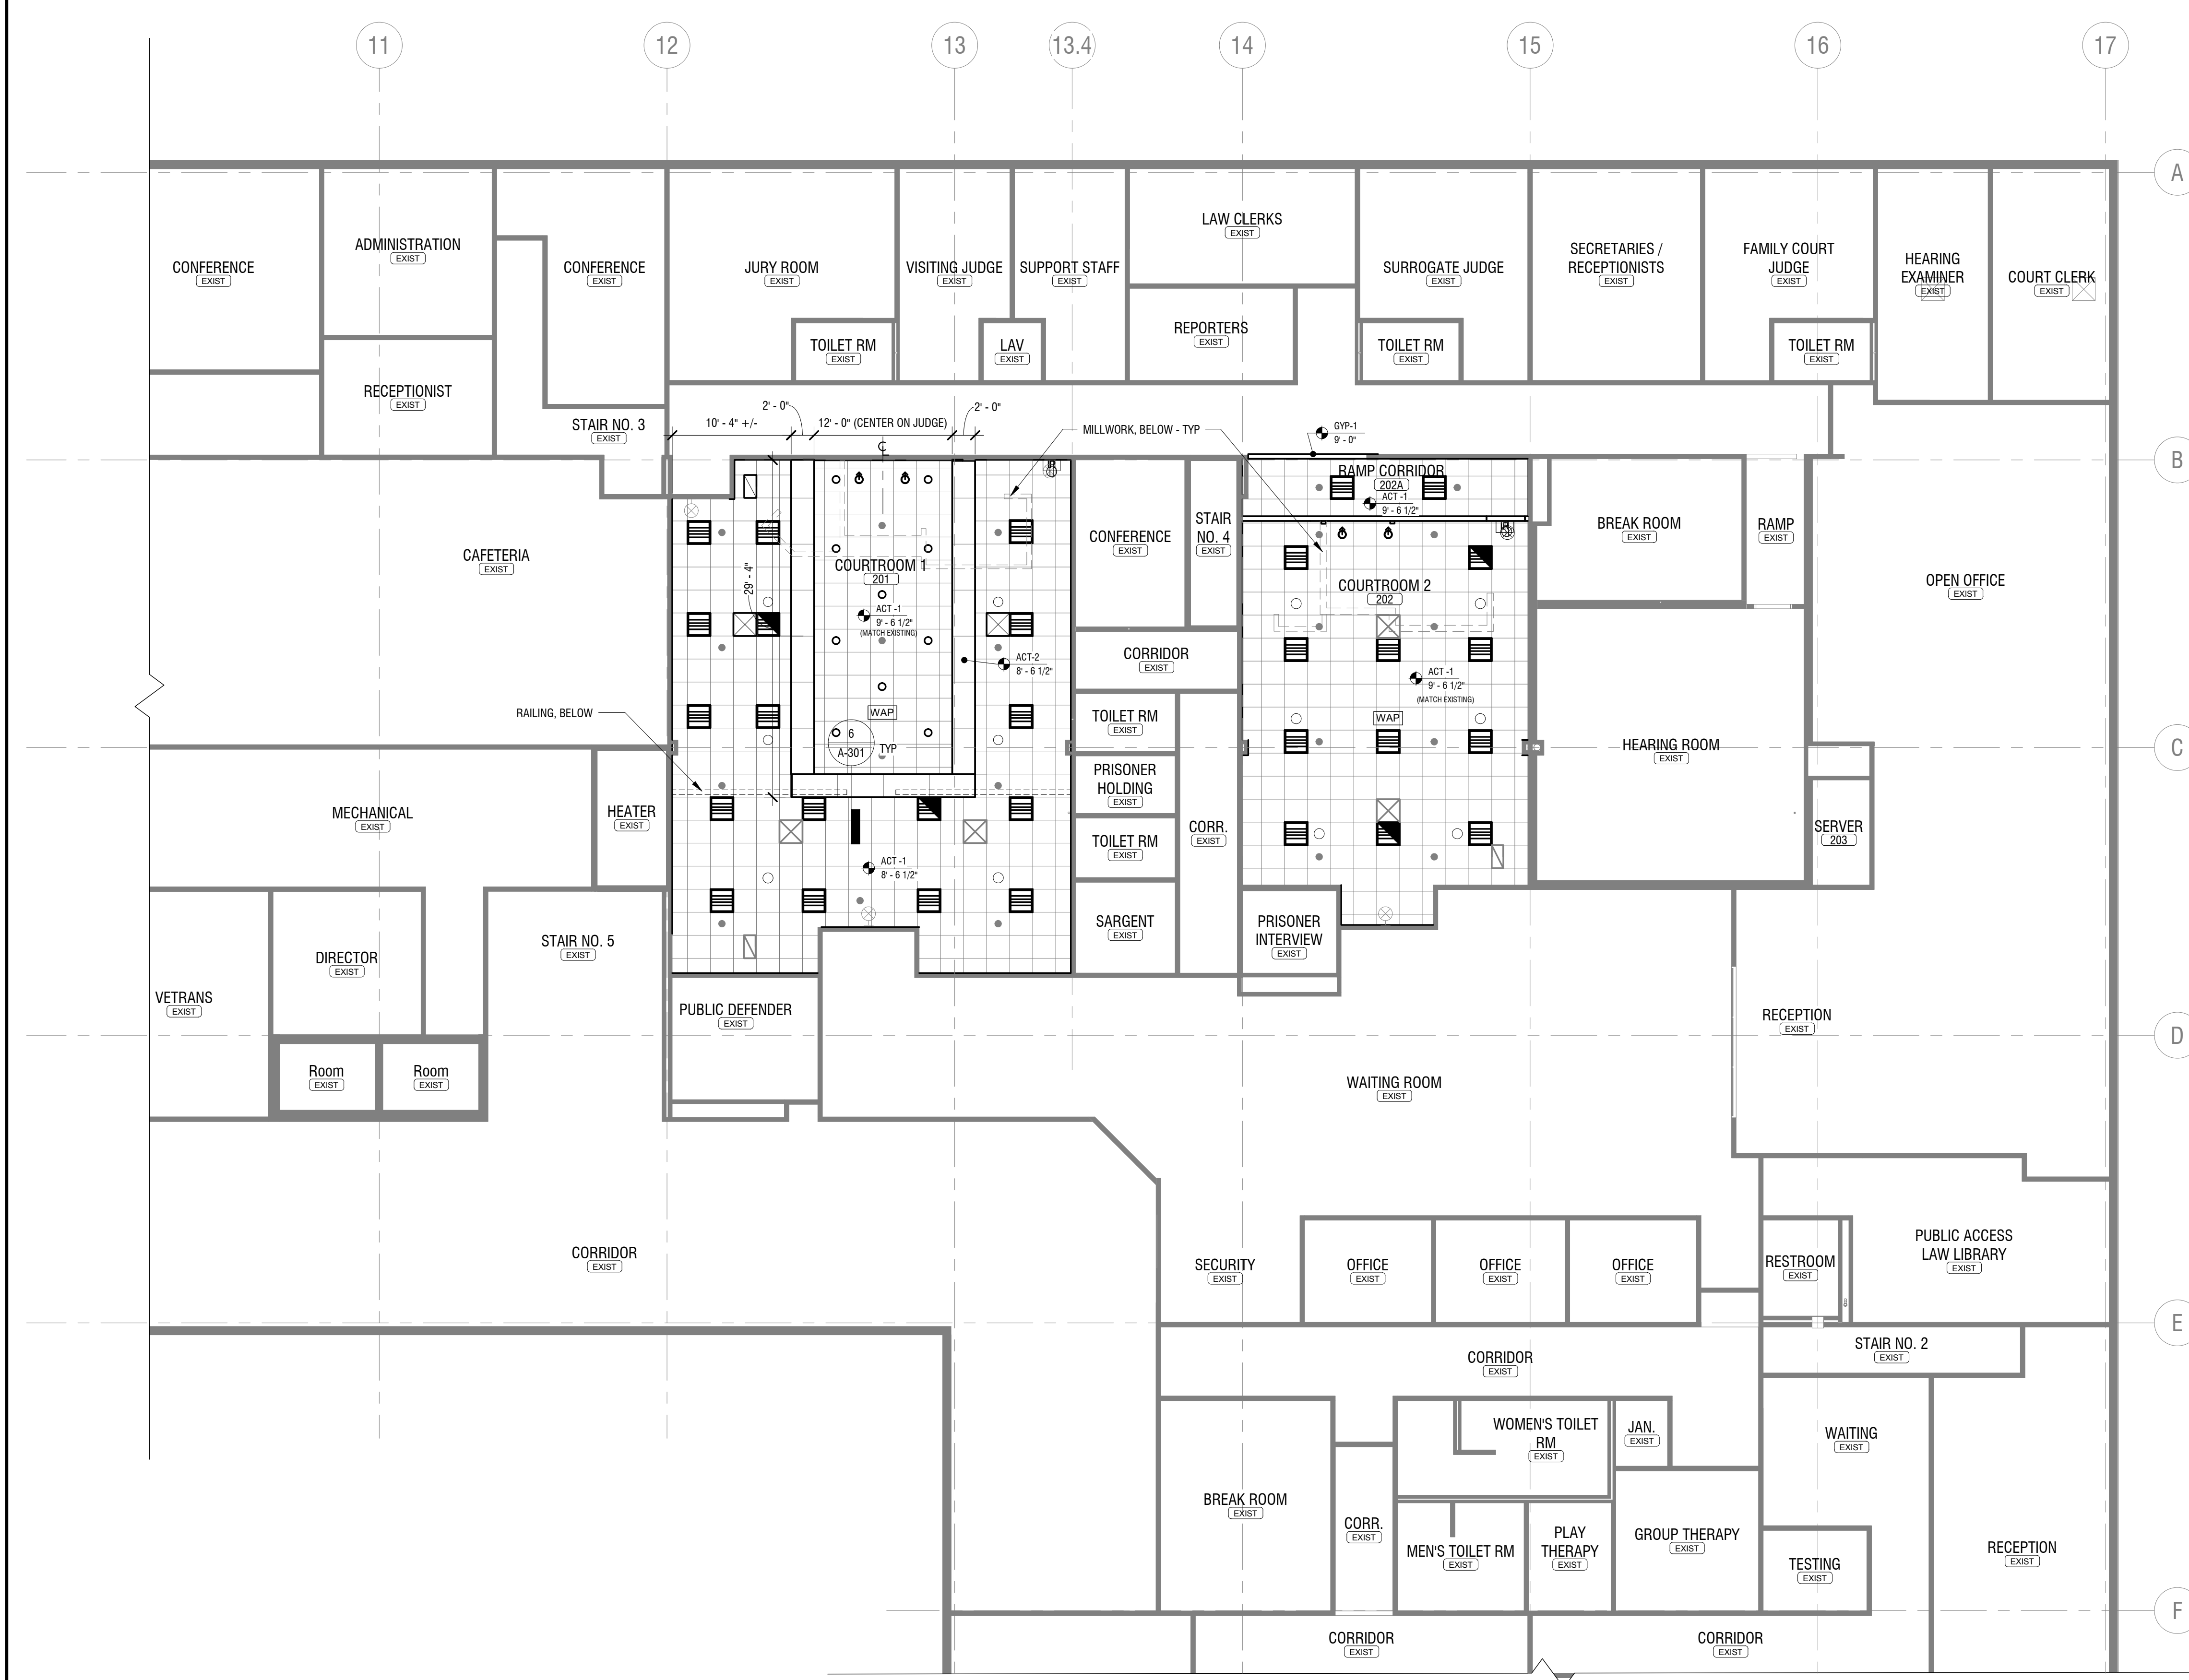 11
12
13
13.4
14
15
16
17
A
B
C
D
E
F
CONFERENCE
EXIST
ADMINISTRATION
EXIST
CONFERENCE
EXIST
JURY ROOM
EXIST
VISITING JUDGE
EXIST
SUPPORT STAFF
EXIST
LAW CLERKS
EXIST
SURROGATE JUDGE
EXIST
SECRETARIES /
RECEPTIONISTS
EXIST
FAMILY COURT
JUDGE
EXIST
HEARING
EXAMINER
EXIST
COURT CLERK
EXIST
RECEPTIONIST
EXIST
TOILET RM
EXIST
LAV
EXIST
REPORTERS
EXIST
TOILET RM
EXIST
TOILET RM
EXIST
STAIR NO. 3
EXIST
10' - 4" +/-
2' - 0"
12' - 0" (CENTER ON JUDGE)
2' - 0"
MILLWORK, BELOW - TYP
GYP-1
9' - 0"
RAMP CORRIDOR
202A
ACT -1
9' - 6 1/2"
CAFETERIA
EXIST
29' - 4"
COURTROOM 1
201
ACT -1
9' - 6 1/2"
(MATCH EXISTING)
ACT-2
8' - 6 1/2"
WAP
6
A-301
TYP
RAILING, BELOW
ACT -1
8' - 6 1/2"
CONFERENCE
EXIST
STAIR
NO. 4
EXIST
CORRIDOR
EXIST
TOILET RM
EXIST
PRISONER
HOLDING
EXIST
TOILET RM
EXIST
CORR.
EXIST
SARGENT
EXIST
COURTROOM 2
202
ACT -1
9' - 6 1/2"
(MATCH EXISTING)
WAP
BREAK ROOM
EXIST
RAMP
EXIST
OPEN OFFICE
EXIST
HEARING ROOM
EXIST
SERVER
203
PRISONER
INTERVIEW
EXIST
MECHANICAL
EXIST
HEATER
EXIST
DIRECTOR
EXIST
STAIR NO. 5
EXIST
VETRANS
EXIST
Room
EXIST
Room
EXIST
PUBLIC DEFENDER
EXIST
RECEPTION
EXIST
WAITING ROOM
EXIST
CORRIDOR
EXIST
SECURITY
EXIST
OFFICE
EXIST
OFFICE
EXIST
OFFICE
EXIST
RESTROOM
EXIST
PUBLIC ACCESS
LAW LIBRARY
EXIST
CORRIDOR
EXIST
STAIR NO. 2
EXIST
WOMEN'S TOILET
RM
EXIST
JAN.
EXIST
WAITING
EXIST
BREAK ROOM
EXIST
CORR.
EXIST
MEN'S TOILET RM
EXIST
PLAY
THERAPY
EXIST
GROUP THERAPY
EXIST
TESTING
EXIST
RECEPTION
EXIST
CORRIDOR
EXIST
CORRIDOR
EXIST